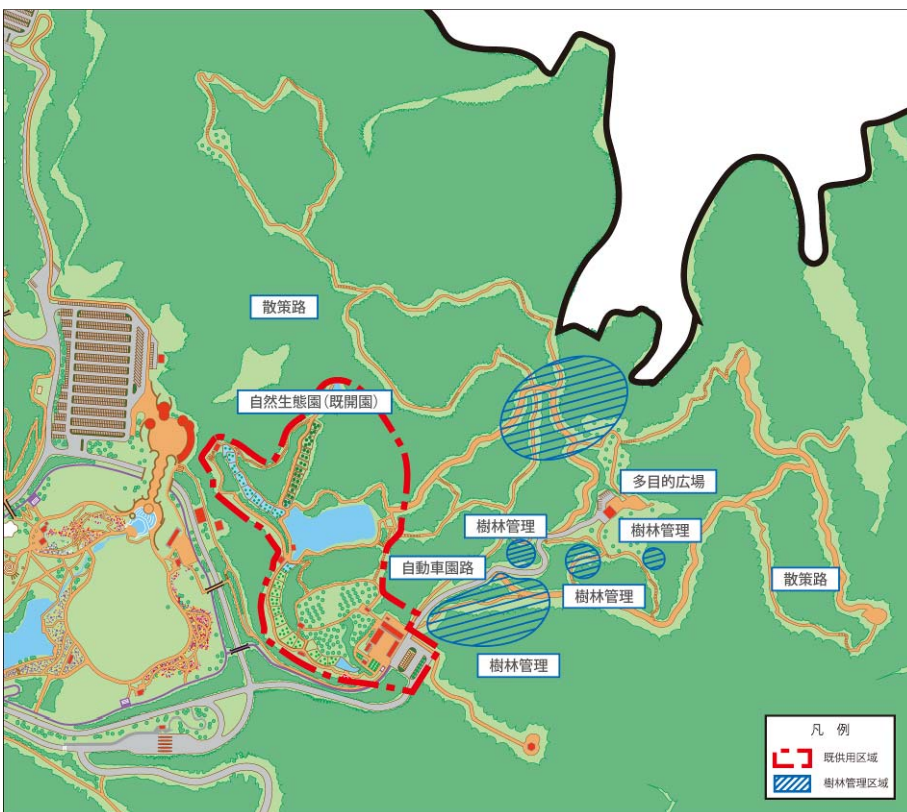 散策路
自然生態園(既開園)
多目的広場
樹林管理
樹林管理
自動車園路
散策路
樹林管理
樹林管理
凡 例
既供用区域
樹林管理区域